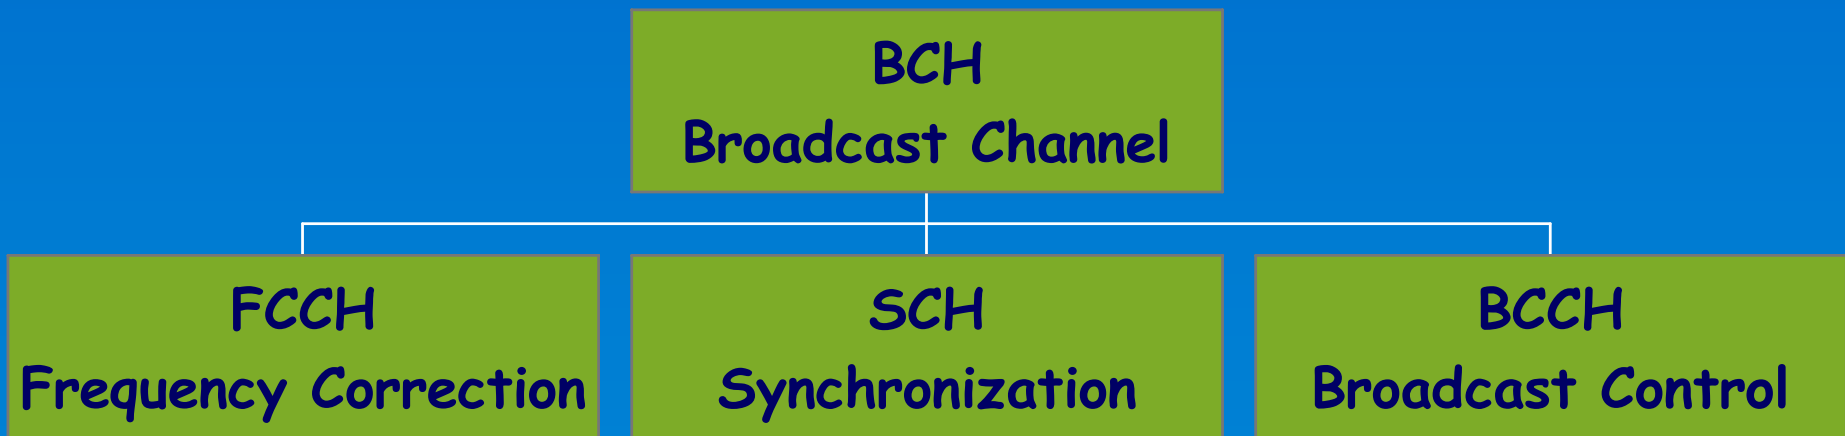 BCH
Broadcast Channel
FCCH
Frequency Correction
SCH
Synchronization
BCCH
Broadcast Control